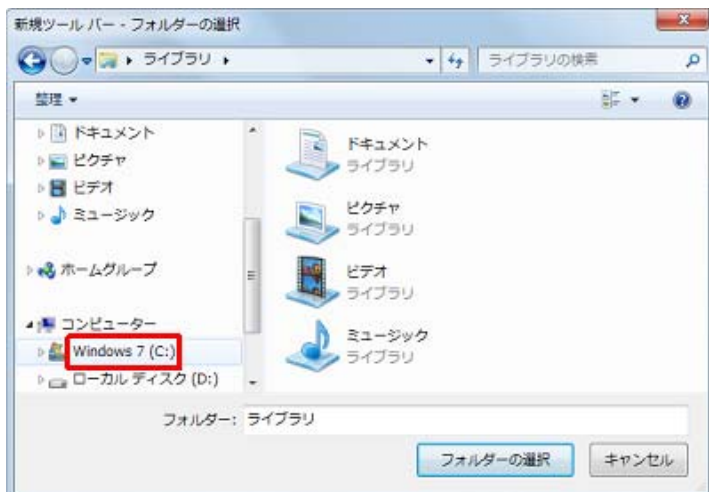 新規ツール バー - フォルダーの選択
ライブラリ
ライブラリの検索
整理
ドキュメント
ピクチャ
ビデオ
ミュージック
ホームグループ
コンピューター
Windows 7 (C:)
ローカル ディスク (D:)
ドキュメント
ライブラリ
ピクチャ
ライブラリ
ビデオ
ライブラリ
ミュージック
ライブラリ
フォルダー: ライブラリ
フォルダーの選択 キャンセル